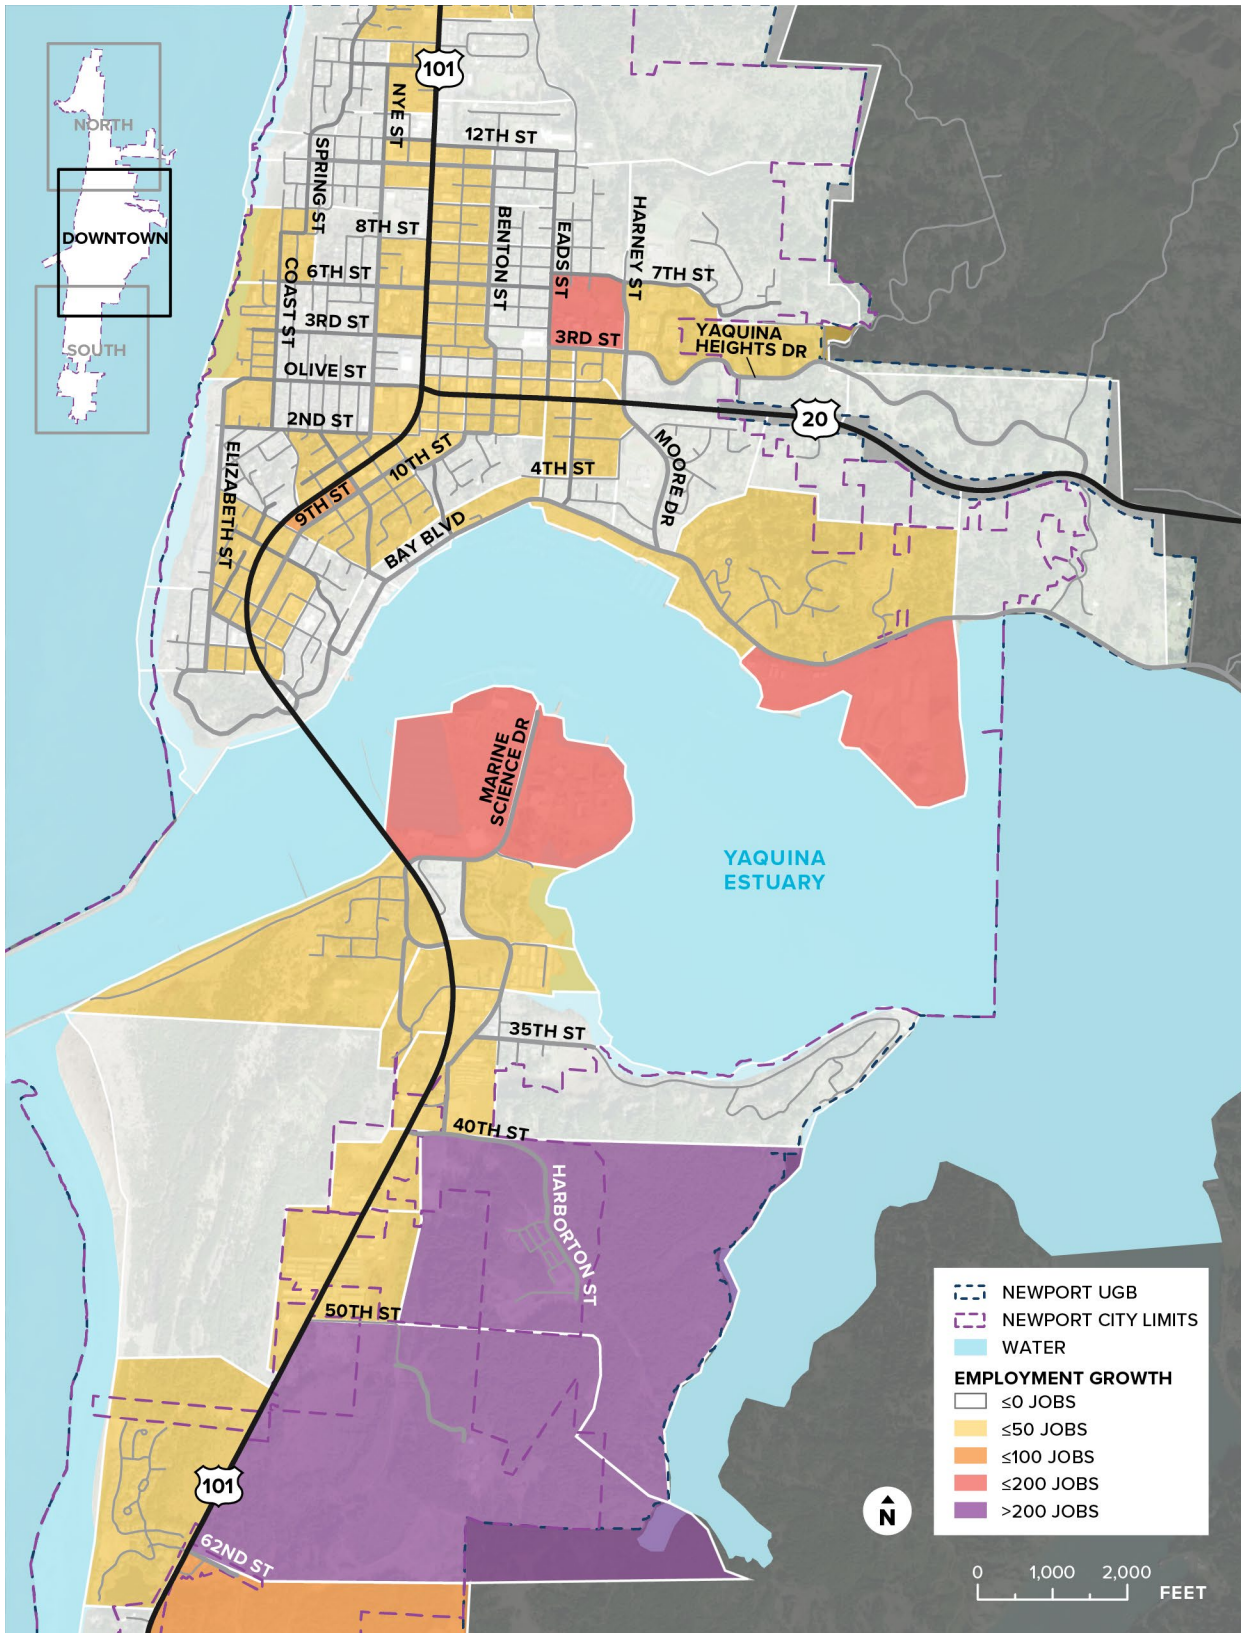 NORTH
DOWNTOWN
SOUTH
101
NYE ST
12TH ST
SPRING ST
HARNEY ST
8TH ST
BENTON ST
EADS ST
COAST ST
6TH ST
7TH ST
3RD ST
3RD ST
YAQUINA
HEIGHTS DR
OLIVE ST
2ND ST
20
ELIZABETH ST
10TH ST
MOORE DR
4TH ST
9TH ST
BAY BLVD
MARINE
SCIENCE DR
YAQUINA
ESTUARY
35TH ST
40TH ST
HARBORTON ST
50TH ST
101
62ND ST
NEWPORT UGB
NEWPORT CITY LIMITS
WATER
EMPLOYMENT GROWTH
≤0 JOBS
≤50 JOBS
≤100 JOBS
≤200 JOBS
>200 JOBS
N
0 1,000 2,000
FEET